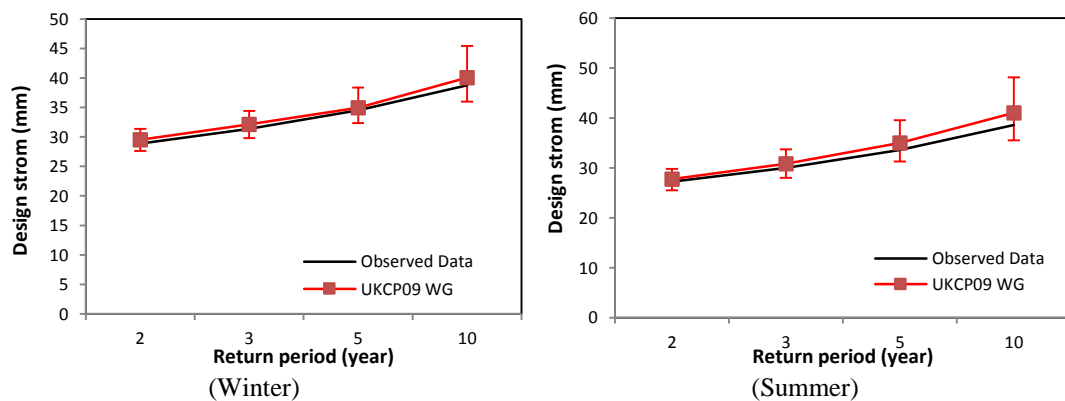 50
45
40
35
30
25
20
15
10
5
0
Design strom (mm)
Observed Data
UKCP09 WG
2 3 5 10
Return period (year)
(Winter)
60
50
40
30
20
10
0
Design strom (mm)
Observed Data
UKCP09 WG
2 3 5 10
Return period (year)
(Summer)